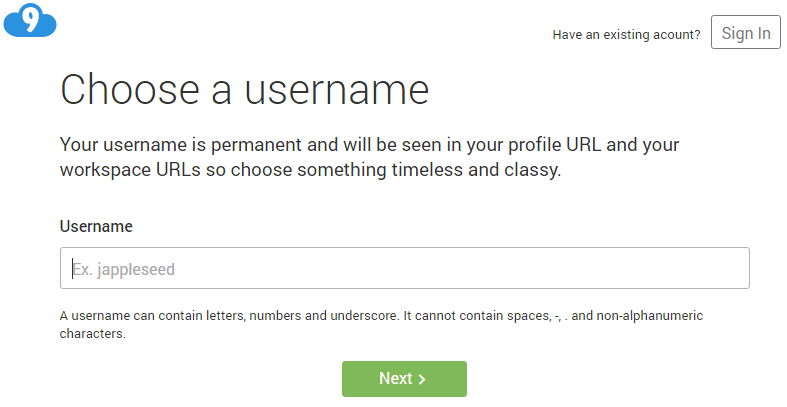 9
Have an existing acount? Sign In
Choose a username
Your username is permanent and will be seen in your profile URL and your
workspace URLs so choose something timeless and classy.
Username
Ex. jappleseed
A username can contain letters, numbers and underscore. It cannot contain spaces, -, . and non-alphanumeric
characters.
Next >